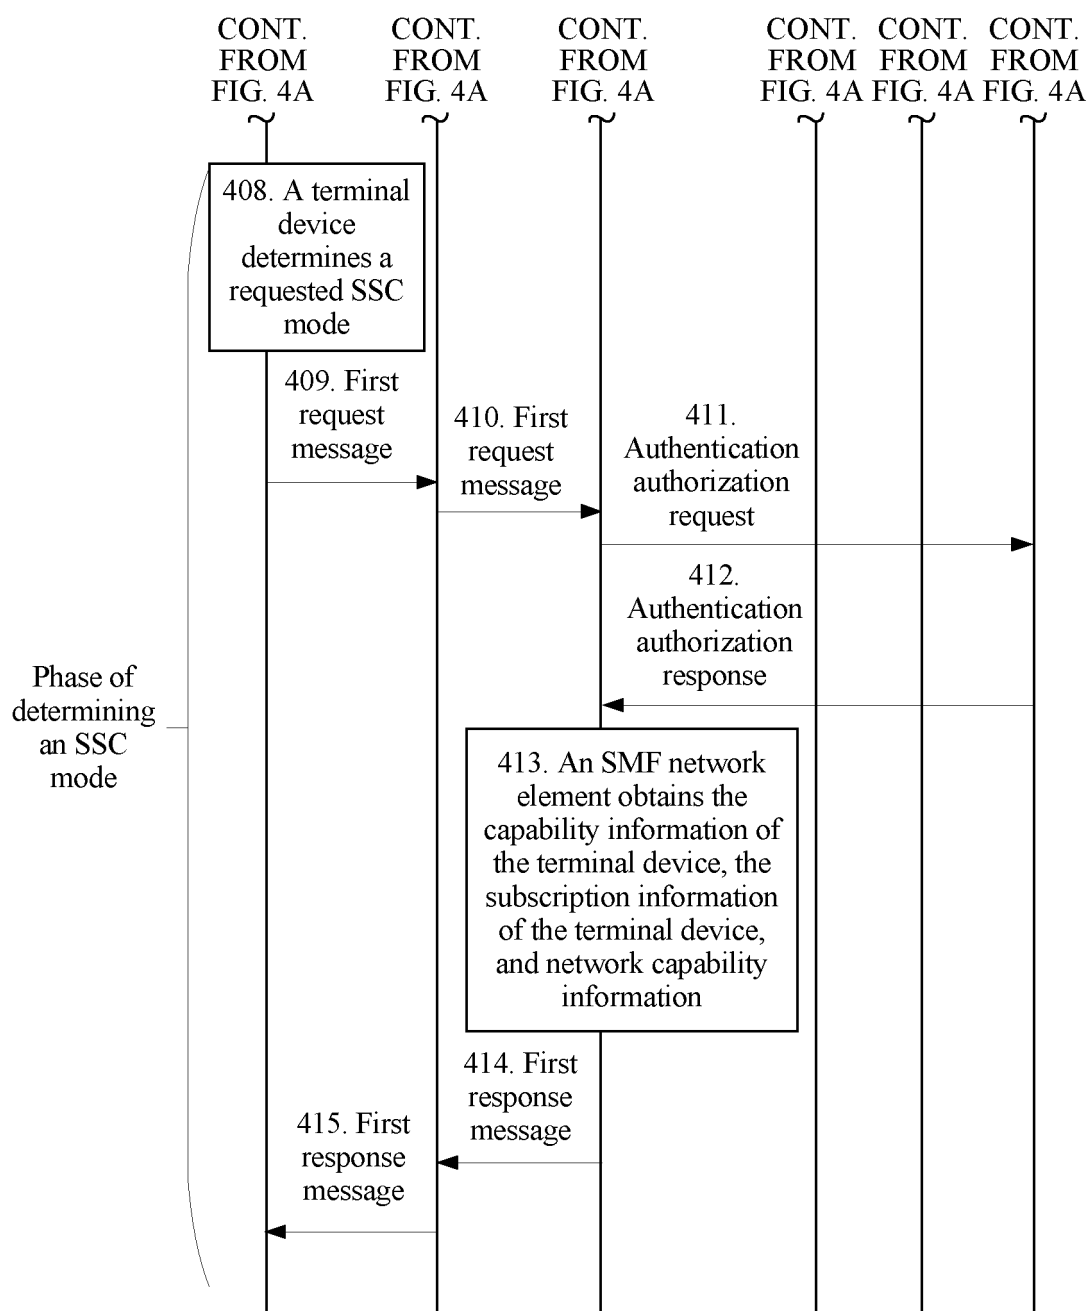 CONT.
FROM
FIG. 4A
CONT.
FROM
FIG. 4A
CONT.
FROM
FIG. 4A
CONT.
FROM
FIG. 4A
CONT.
FROM
FIG. 4A
CONT.
FROM
FIG. 4A
408. A terminal
device
determines a
requested SSC
mode
409. First
request
message
410. First
request
message
411.
Authentication
authorization
request
412.
Authentication
authorization
response
Phase of
determining
an SSC
mode
413. An SMF network
element obtains the
capability information of
the terminal device, the
subscription information
of the terminal device,
and network capability
information
414. First
response
message
415. First
response
message